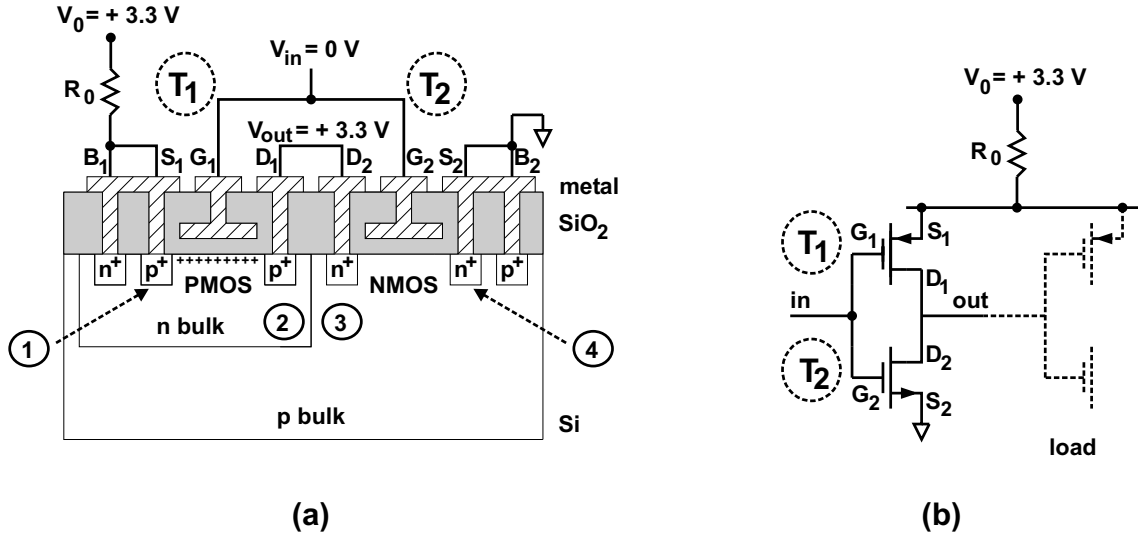 V0 = + 3.3 V
R0
T1
Vin = 0 V
T2
Vout = + 3.3 V
B1 S1 G1 D1 D2 G2 S2 B2
metal
SiO2
n+ p+ +++++++++ p+ n+ n+ p+
PMOS NMOS
1 n bulk 2 3 4
p bulk
Si
(a)
V0 = + 3.3 V
R0
T1
G1 S1
D1
in out
T2
D2
G2 S2
load
(b)